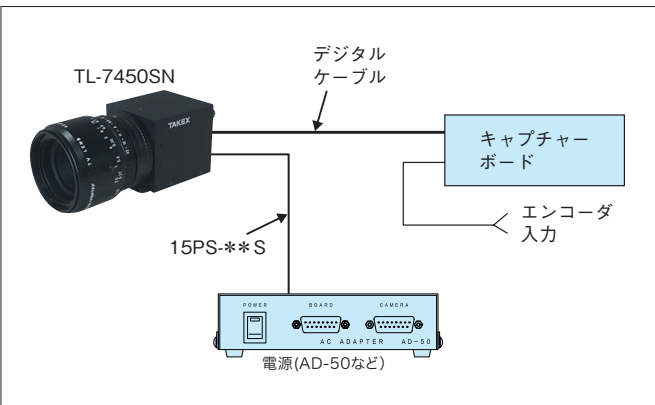 TL-7450SN
デジタル
ケーブル
TAKEX
キャプチャー
ボード
エンコーダ
入力
15PS-**S
POWER
BOARD
CAMERA
AC ADAPTER AD-50
電源(AD-50など)